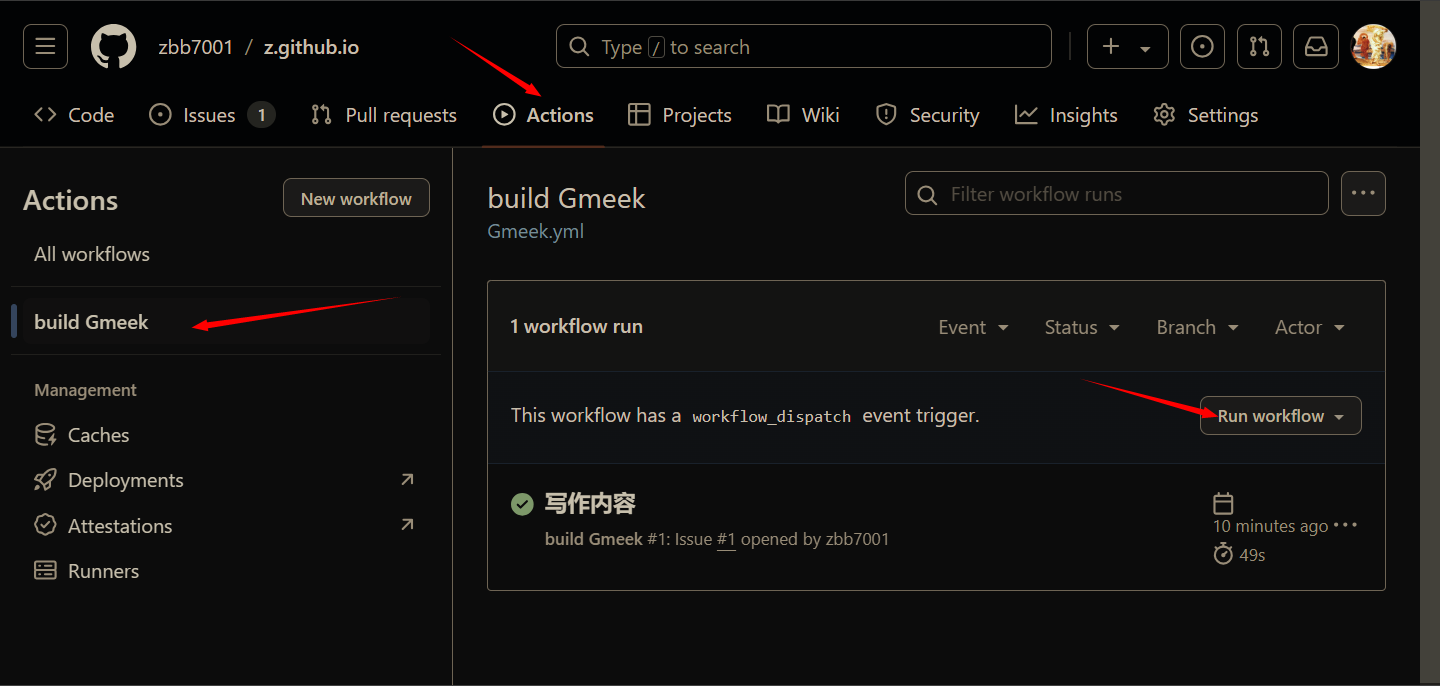 zbb7001 / z.github.io
Type / to search
Code
Issues 1
Pull requests
Actions
Projects
Wiki
Security
Insights
Settings
Actions
New workflow
All workflows
build Gmeek
Management
Caches
Deployments
Attestations
Runners
build Gmeek
Gmeek.yml
Filter workflow runs
1 workflow run
Event
Status
Branch
Actor
This workflow has a workflow_dispatch event trigger.
Run workflow
写作内容
build Gmeek #1: Issue #1 opened by zbb7001
10 minutes ago
49s